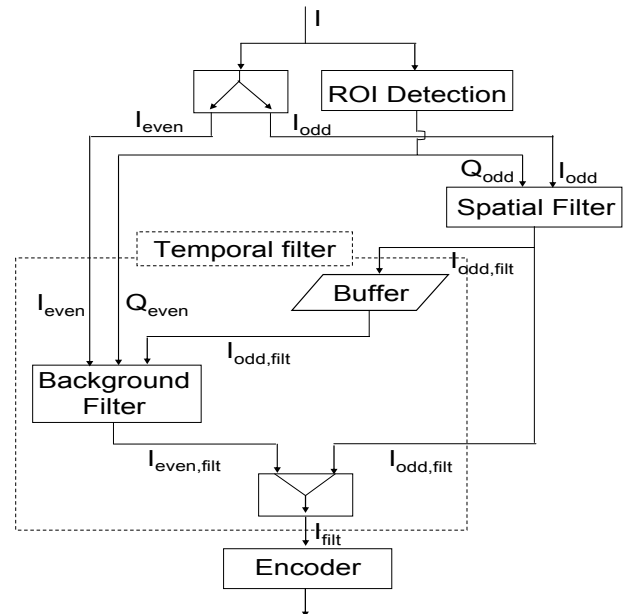 I
ROI Detection
I_even
I_odd
Q_odd
I_odd
Spatial Filter
Temporal filter
I_odd,filt
Buffer
I_even
Q_even
I_odd,filt
Background
Filter
I_even,filt
I_odd,filt
I_filt
Encoder